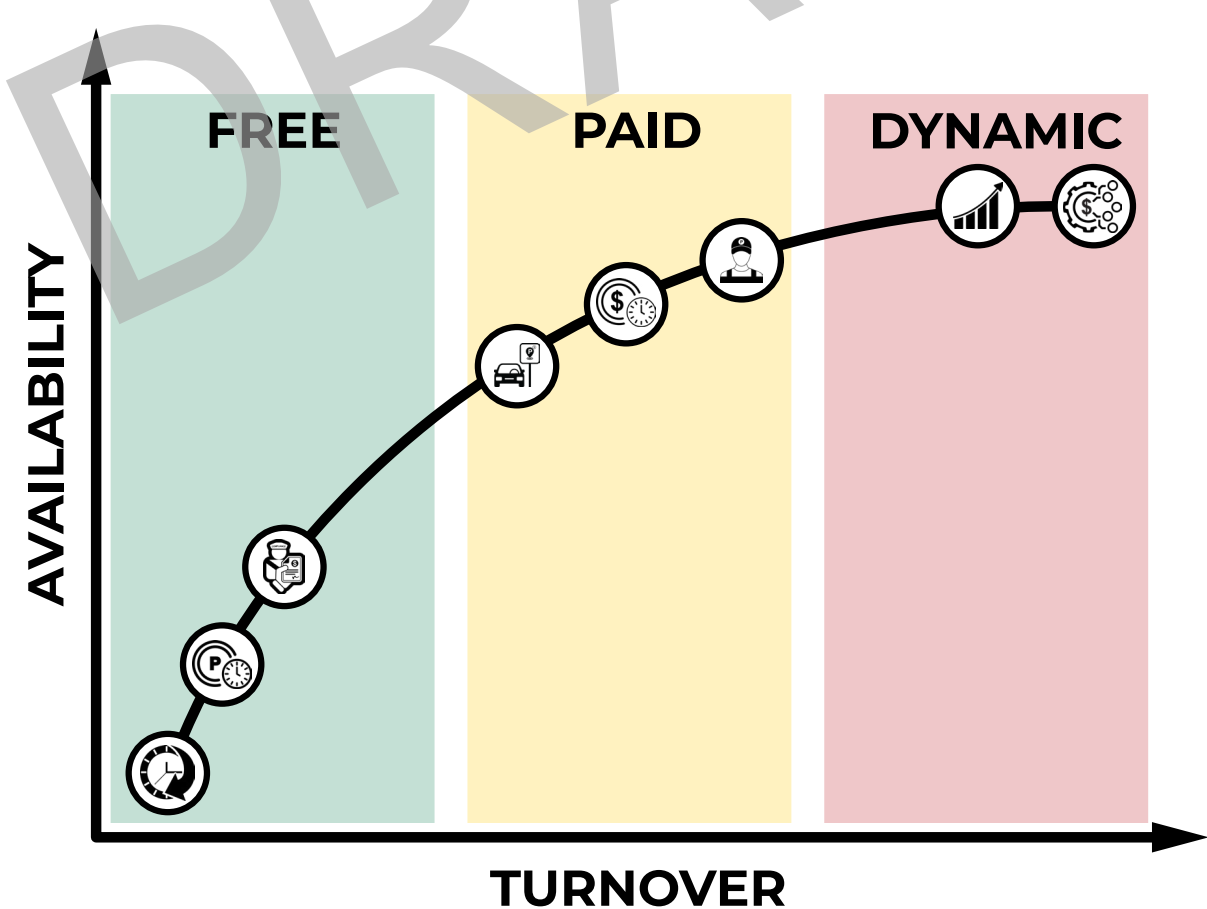 DRA
FREE
PAID
DYNAMIC
$
P
$
$
P
AVAILABILITY
TURNOVER